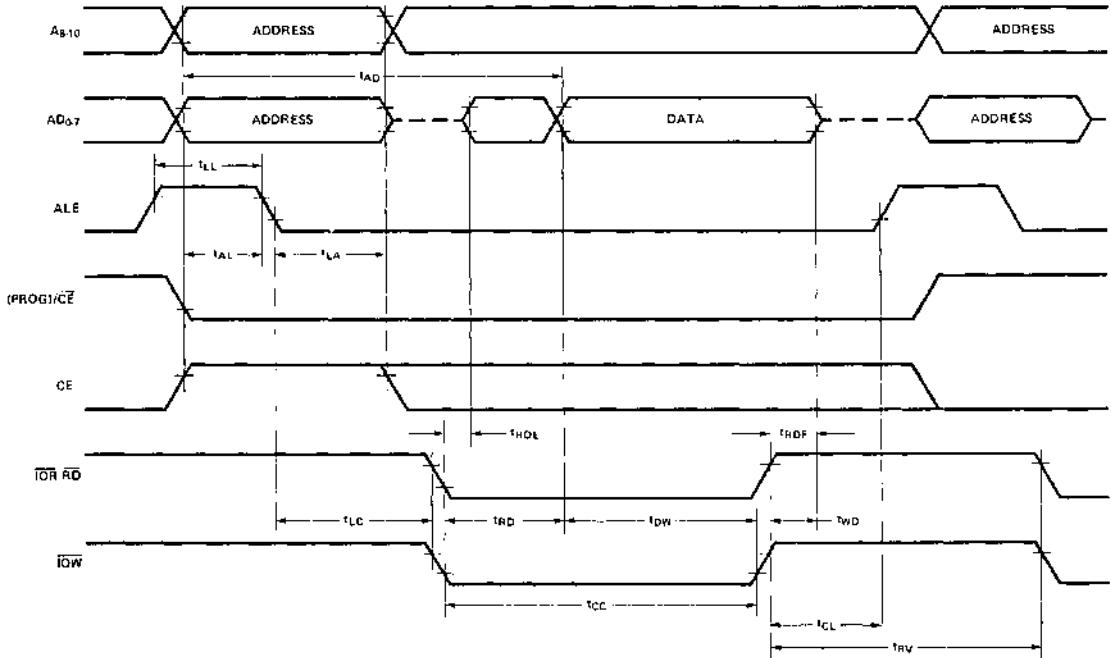 A8-10 ADDRESS ADDRESS
tAD
AD0-7 ADDRESS DATA ADDRESS
tLL
ALE
tAL tLA
(PROG)/CE
CE
tRDE tRDF
IOR RD
tLC tRD tDW tWD
IOW
tCC
tCL
tRV